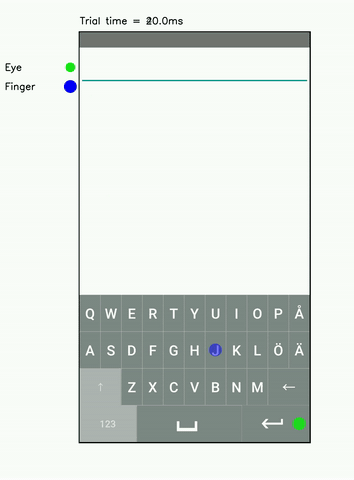 Trial time = 20.0ms
Eye
Finger
Q W E R T Y U I O P Å
A S D F G H J K L Ö Ä
↑ Z X C V B N M ←
123